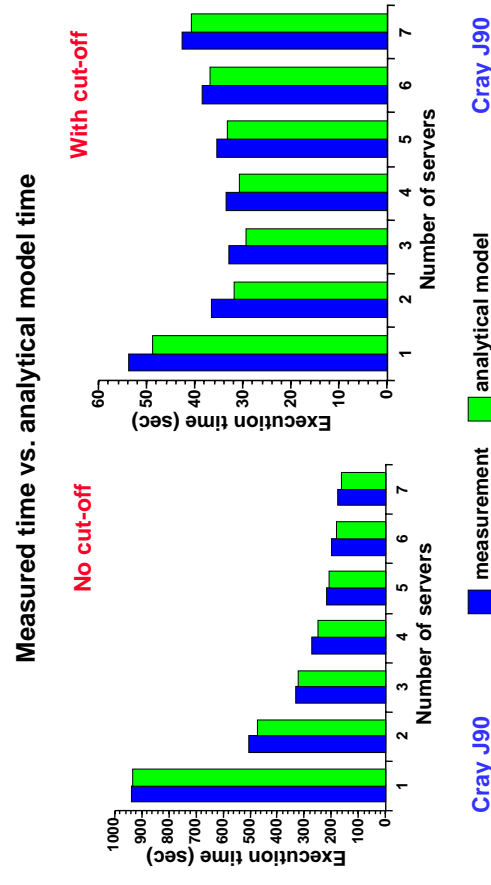 Measured time vs. analytical model time
No cut-off
Execution time (sec)
1000
900
800
700
600
500
400
300
200
100
0
1 2 3 4 5 6 7
Number of servers
With cut-off
Execution time (sec)
60
50
40
30
20
10
0
1 2 3 4 5 6 7
Number of servers
Cray J90
measurement
analytical model
Cray J90